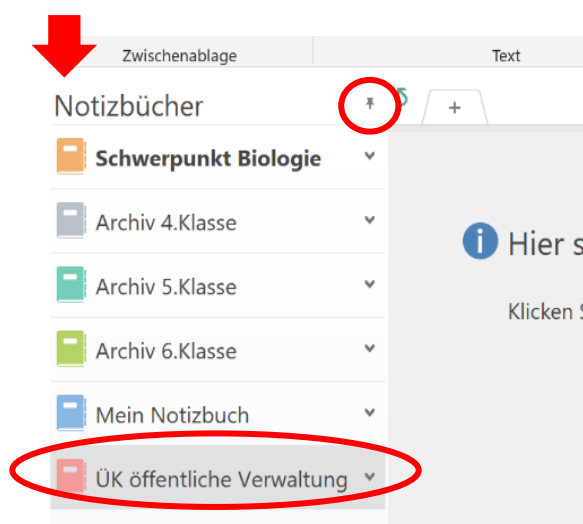 Zwischenablage Text
Notizbücher
+
Schwerpunkt Biologie
Archiv 4.Klasse
Hier s
Archiv 5.Klasse
Klicken S
Archiv 6.Klasse
Mein Notizbuch
ÜK öffentliche Verwaltung